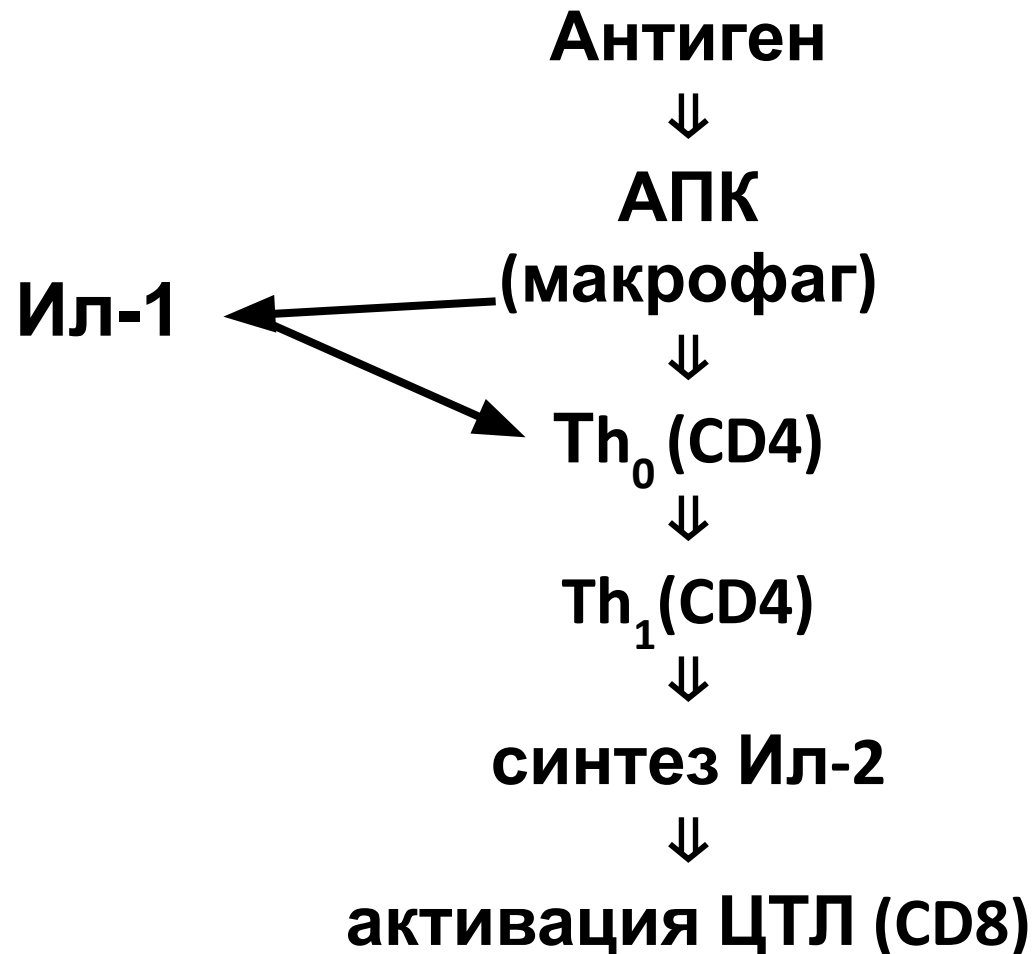 Антиген
⇓
АПК
(макрофаг)
Ил-1
⇓
Th₀ (CD4)
⇓
Th₁(CD4)
⇓
синтез Ил-2
⇓
активация ЦТЛ (CD8)